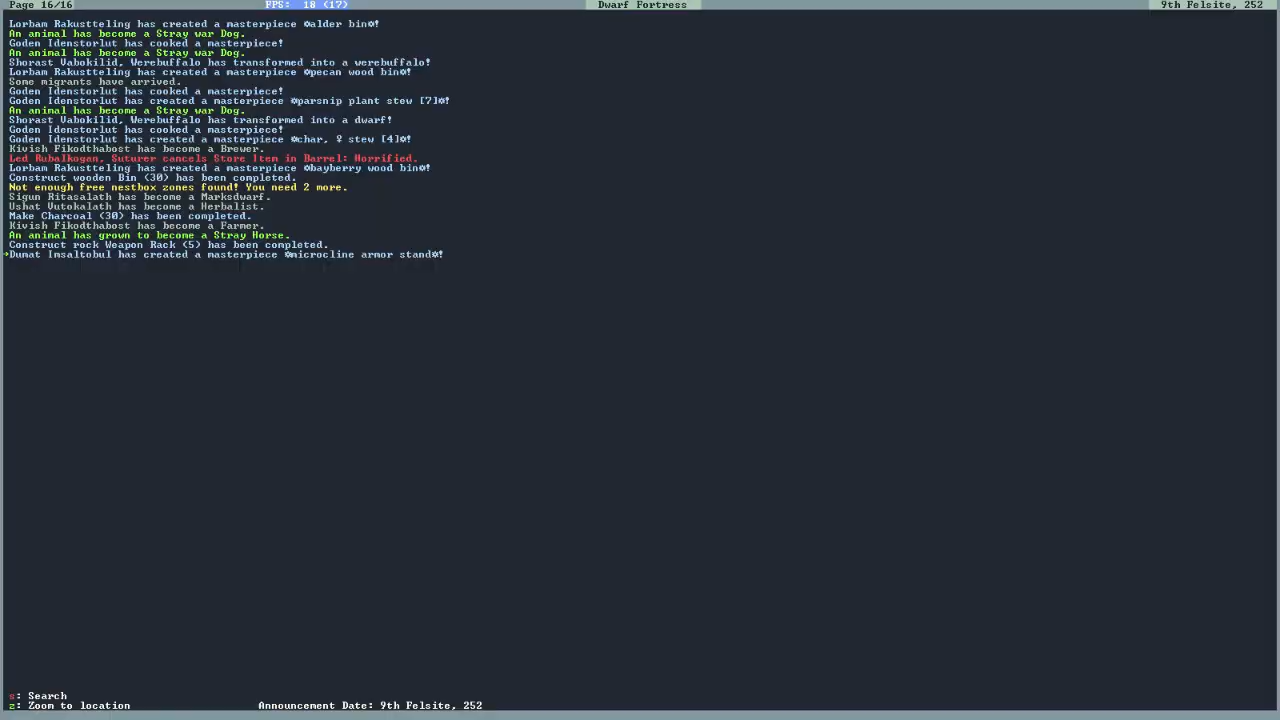 Page 16/16 FPS: 18 (17) Dwarf Fortress 9th Felsite, 252
Lorbam Rakustteling has created a masterpiece ☼alder bin☼!
An animal has become a Stray war Dog.
Goden Idenstorlut has cooked a masterpiece!
An animal has become a Stray war Dog.
Shorast Vabokilid, Werebuffalo has transformed into a werebuffalo!
Lorbam Rakustteling has created a masterpiece ☼pecan wood bin☼!
Some migrants have arrived.
Goden Idenstorlut has cooked a masterpiece!
Goden Idenstorlut has created a masterpiece ☼parsnip plant stew [7]☼!
An animal has become a Stray war Dog.
Shorast Vabokilid, Werebuffalo has transformed into a dwarf!
Goden Idenstorlut has cooked a masterpiece!
Goden Idenstorlut has created a masterpiece ☼char, ♀ stew [4]☼!
Kivish Fikodthabost has become a Brewer.
Led Rubalkogan, Suturer cancels Store Item in Barrel: Horrified.
Lorbam Rakustteling has created a masterpiece ☼bayberry wood bin☼!
Construct wooden Bin (30) has been completed.
Not enough free nestbox zones found! You need 2 more.
Sigun Ritasalath has become a Marksdwarf.
Ushat Vutokalath has become a Herbalist.
Make Charcoal (30) has been completed.
Kivish Fikodthabost has become a Farmer.
An animal has grown to become a Stray Horse.
Construct rock Weapon Rack (5) has been completed.
→Dumat Imsaltobul has created a masterpiece ☼microcline armor stand☼!
s: Search
z: Zoom to location Announcement Date: 9th Felsite, 252